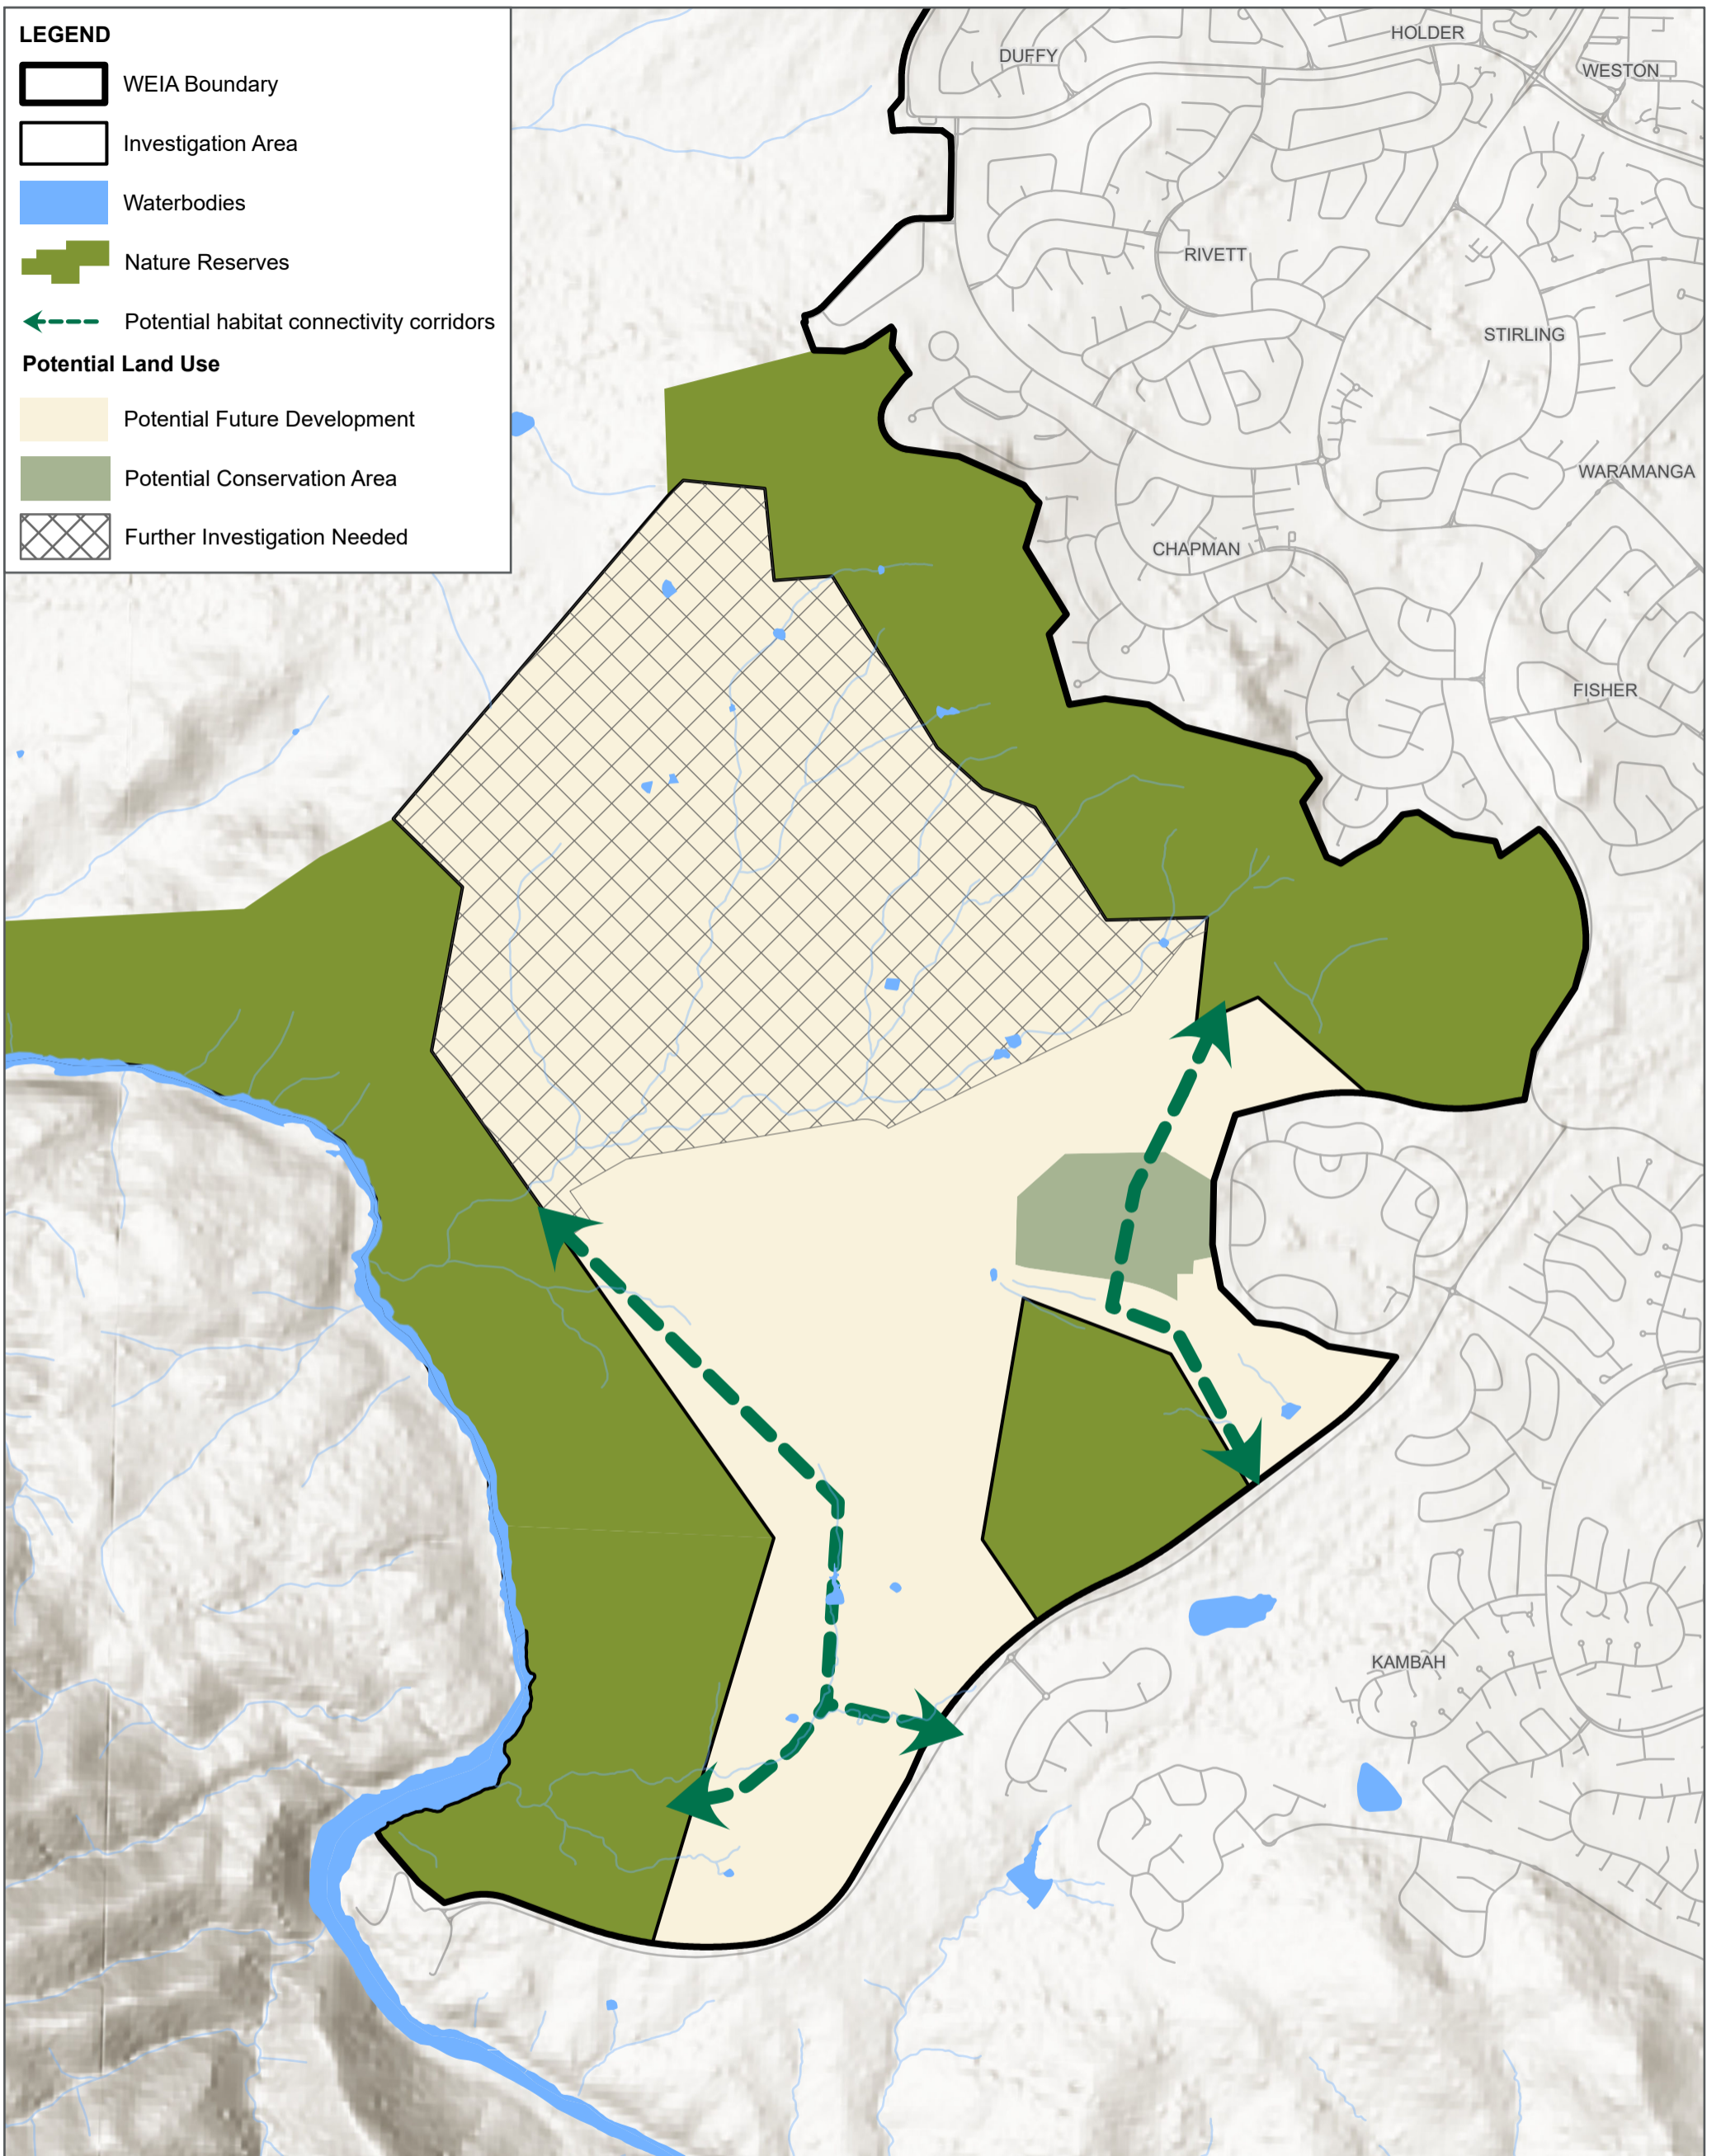 LEGEND
WEIA Boundary
Investigation Area
Waterbodies
Nature Reserves
Potential habitat connectivity corridors
Potential Land Use
Potential Future Development
Potential Conservation Area
Further Investigation Needed
HOLDER
DUFFY
WESTON
RIVETT
STIRLING
WARAMANGA
CHAPMAN
FISHER
KAMBAH